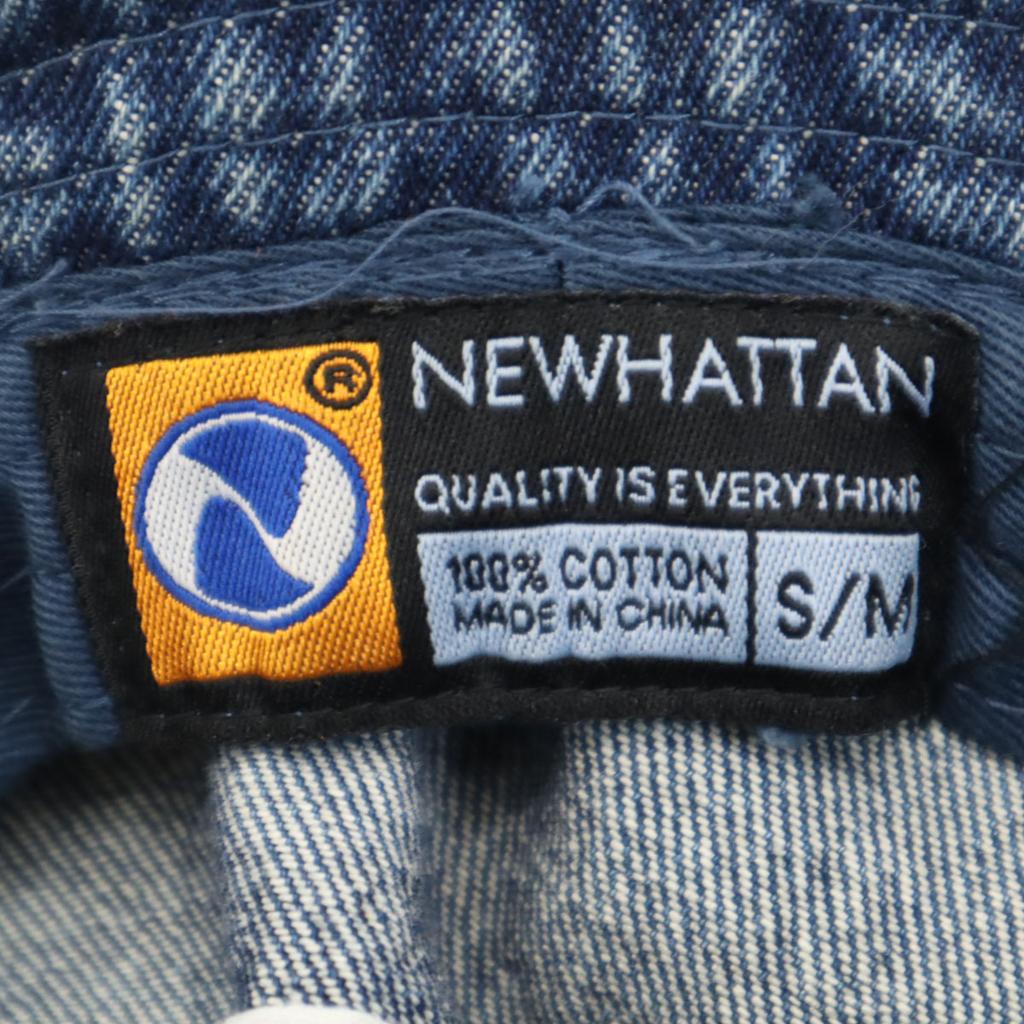 ®
NEWHATTAN
QUALITY IS EVERYTHING
100% COTTON
MADE IN CHINA
S/M